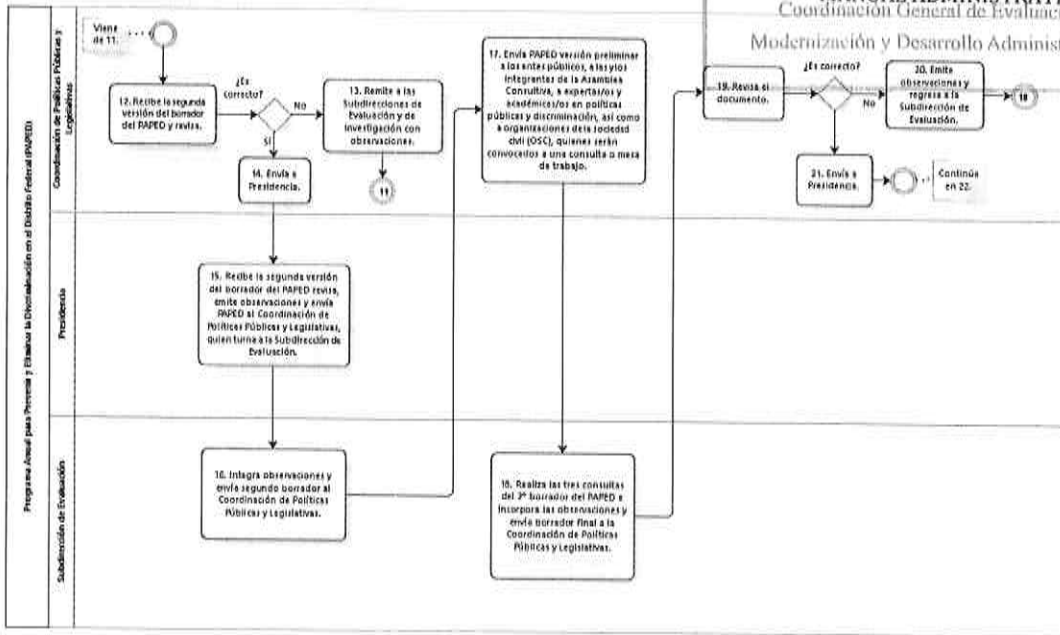 MANUAL ADMINISTRATI
Coordinación General de Evaluac
Modernización y Desarrollo Administ
Programa Anual para Prevenir y Eliminar la Discriminación en el Distrito Federal (PAPED)
Coordinación de Políticas Públicas y
Legislativas
Viene
de 11.
12. Recibe la segunda
versión del borrador
del PAPED y revisa.
¿Es
correcto?
No
Si
13. Remite a las
Subdirecciones de
Evaluación y de
Investigación con
observaciones.
11
14. Envía a
Presidencia.
17. Envía PAPED versión preliminar
a los entes públicos, a las y los
integrantes de la Asamblea
Consultiva, a expertas/os y
académicas/os en políticas
públicas y discriminación, así como
a organizaciones de la sociedad
civil (OSC), quienes serán
convocados a una consulta o mesa
de trabajo.
19. Revisa el
documento.
¿Es correcto?
No
20. Emite
observaciones y
regresa a la
Subdirección de
Evaluación.
18
21. Envía a
Presidencia.
Continúa
en 22.
Presidencia
15. Recibe la segunda versión
del borrador del PAPED revisa,
emite observaciones y envía
PAPED al Coordinación de
Políticas Públicas y Legislativas,
quien turna a la Subdirección de
Evaluación.
Subdirección de Evaluación
16. Integra observaciones y
envía segundo borrador al
Coordinación de Políticas
Públicas y Legislativas.
18. Realiza las tres consultas
del 3º borrador del PAPED e
incorpora las observaciones y
envía borrador final a la
Coordinación de Políticas
Públicas y Legislativas.